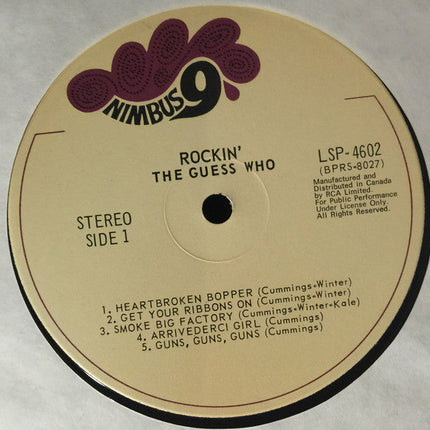 NIMBUS 9
ROCKIN'
THE GUESS WHO
LSP-4602
(BPRS-8027)
Manufactured and
Distributed in Canada
by RCA Limited.
For Public Performance
Under License Only.
All Rights Reserved.
STEREO
SIDE 1
1. HEARTBROKEN BOPPER (Cummings-Winter)
2. GET YOUR RIBBONS ON (Cummings-Winter)
3. SMOKE BIG FACTORY (Cummings-Winter-Kale)
4. ARRIVEDERCI GIRL (Cummings)
5. GUNS, GUNS, GUNS (Cummings)